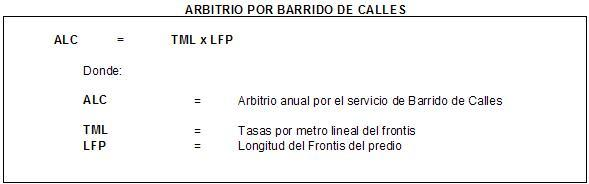 ARBITRIO POR BARRIDO DE CALLES
ALC = TML x LFP
Donde:
ALC = Arbitrio anual por el servicio de Barrido de Calles
TML = Tasas por metro lineal del frontis
LFP = Longitud del Frontis del predio